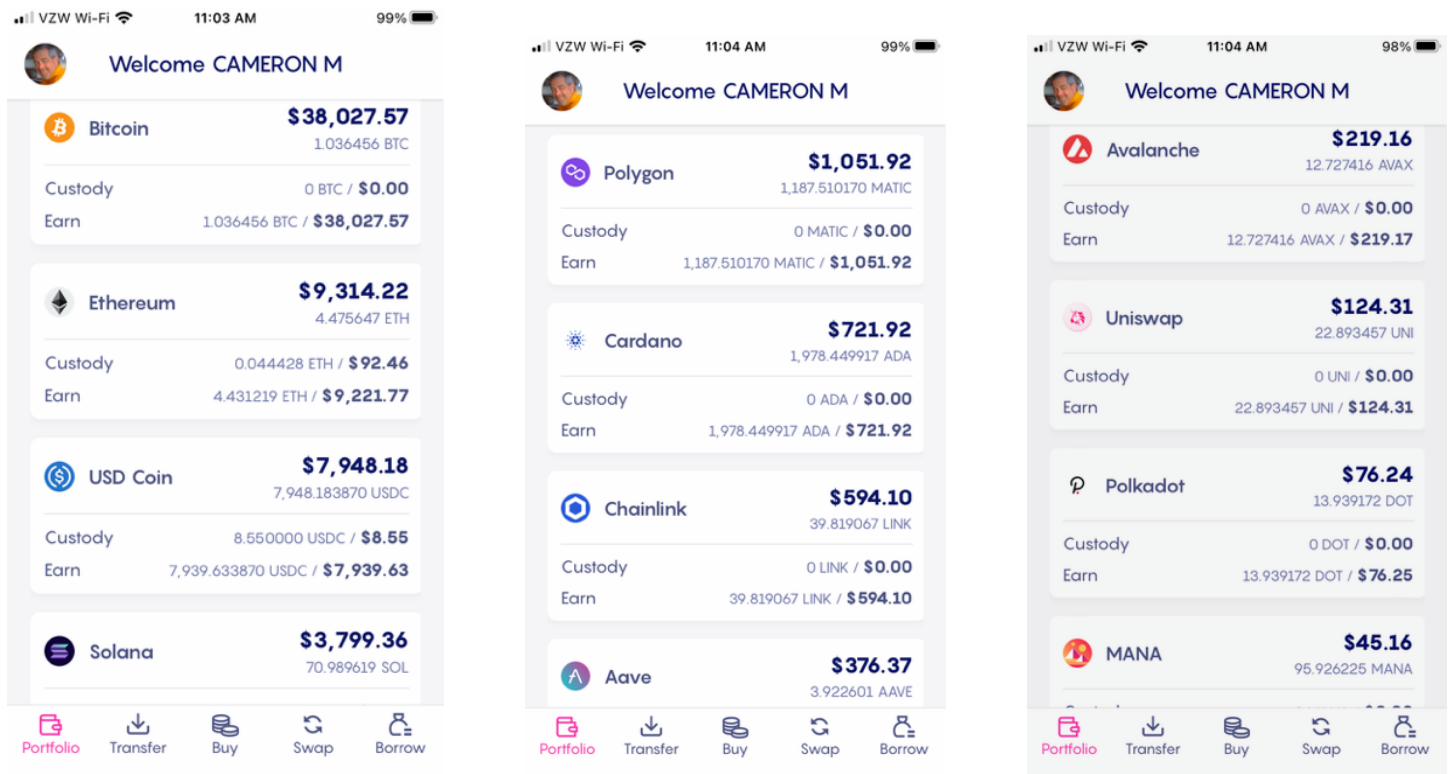 VZW Wi-Fi 11:03 AM 99%
Welcome CAMERON M
Bitcoin $38,027.57
1.036456 BTC
Custody 0 BTC / $0.00
Earn 1.036456 BTC / $38,027.57
Ethereum $9,314.22
4.475647 ETH
Custody 0.044428 ETH / $92.46
Earn 4.431219 ETH / $9,221.77
USD Coin $7,948.18
7,948.183870 USDC
Custody 8.550000 USDC / $8.55
Earn 7,939.633870 USDC / $7,939.63
Solana $3,799.36
70.989619 SOL
Portfolio Transfer Buy Swap Borrow
VZW Wi-Fi 11:04 AM 99%
Welcome CAMERON M
Polygon $1,051.92
1,187.510170 MATIC
Custody 0 MATIC / $0.00
Earn 1,187.510170 MATIC / $1,051.92
Cardano $721.92
1,978.449917 ADA
Custody 0 ADA / $0.00
Earn 1,978.449917 ADA / $721.92
Chainlink $594.10
39.819067 LINK
Custody 0 LINK / $0.00
Earn 39.819067 LINK / $594.10
Aave $376.37
3.922601 AAVE
Portfolio Transfer Buy Swap Borrow
VZW Wi-Fi 11:04 AM 98%
Welcome CAMERON M
Avalanche $219.16
12.727416 AVAX
Custody 0 AVAX / $0.00
Earn 12.727416 AVAX / $219.17
Uniswap $124.31
22.893457 UNI
Custody 0 UNI / $0.00
Earn 22.893457 UNI / $124.31
Polkadot $76.24
13.939172 DOT
Custody 0 DOT / $0.00
Earn 13.939172 DOT / $76.25
MANA $45.16
95.926225 MANA
Portfolio Transfer Buy Swap Borrow